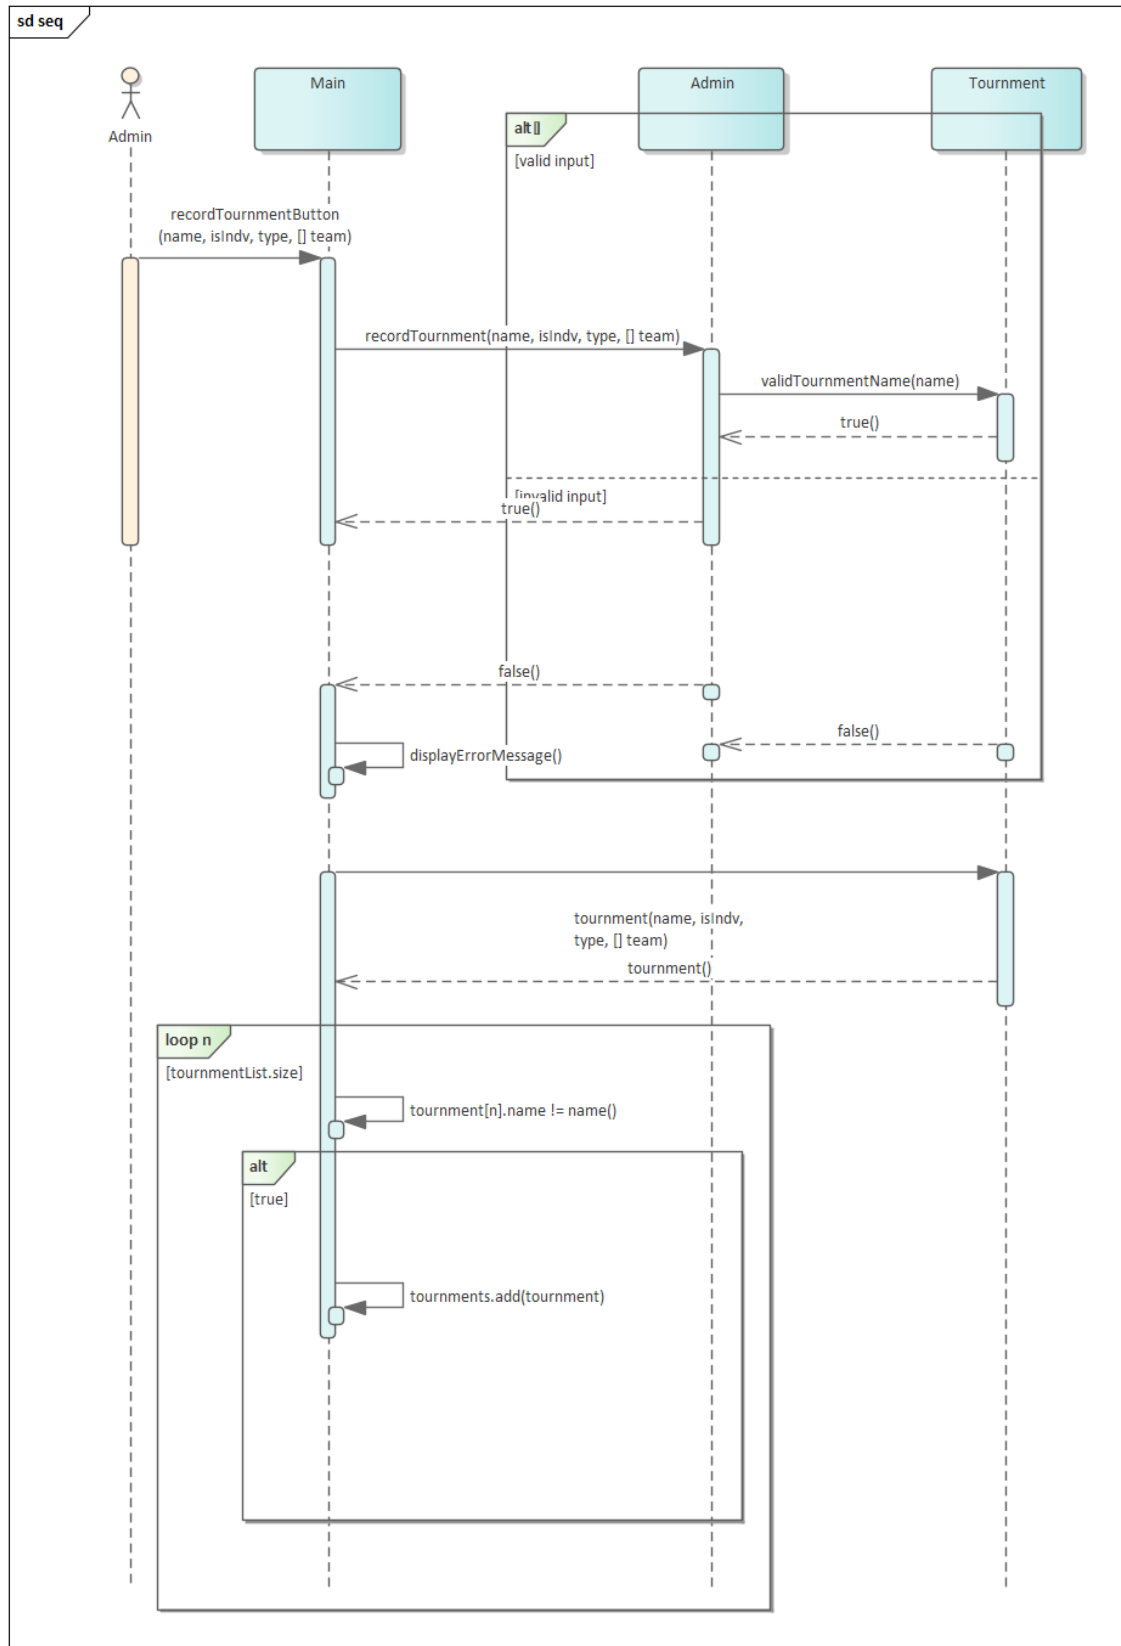 sd seq
Main
Admin
Tournment
Admin
alt []
[valid input]
recordTournmentButton
(name, isIndv, type, [] team)
recordTournment(name, isIndv, type, [] team)
validTournmentName(name)
true()
[invalid input]
true()
false()
false()
displayErrorMessage()
tournment(name, isIndv,
type, [] team)
tournment()
loop n
[tournmentList.size]
tournment[n].name != name()
alt
[true]
tournments.add(tournment)